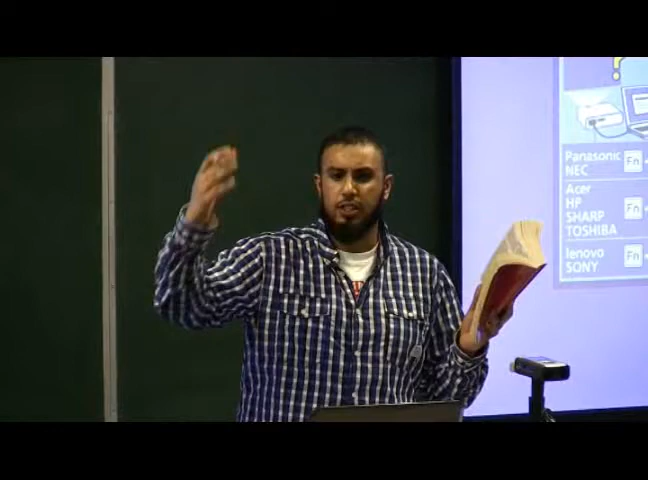 ?
Panasonic Fn
NEC
Acer
HP Fn
SHARP
TOSHIBA
lenovo Fn
SONY